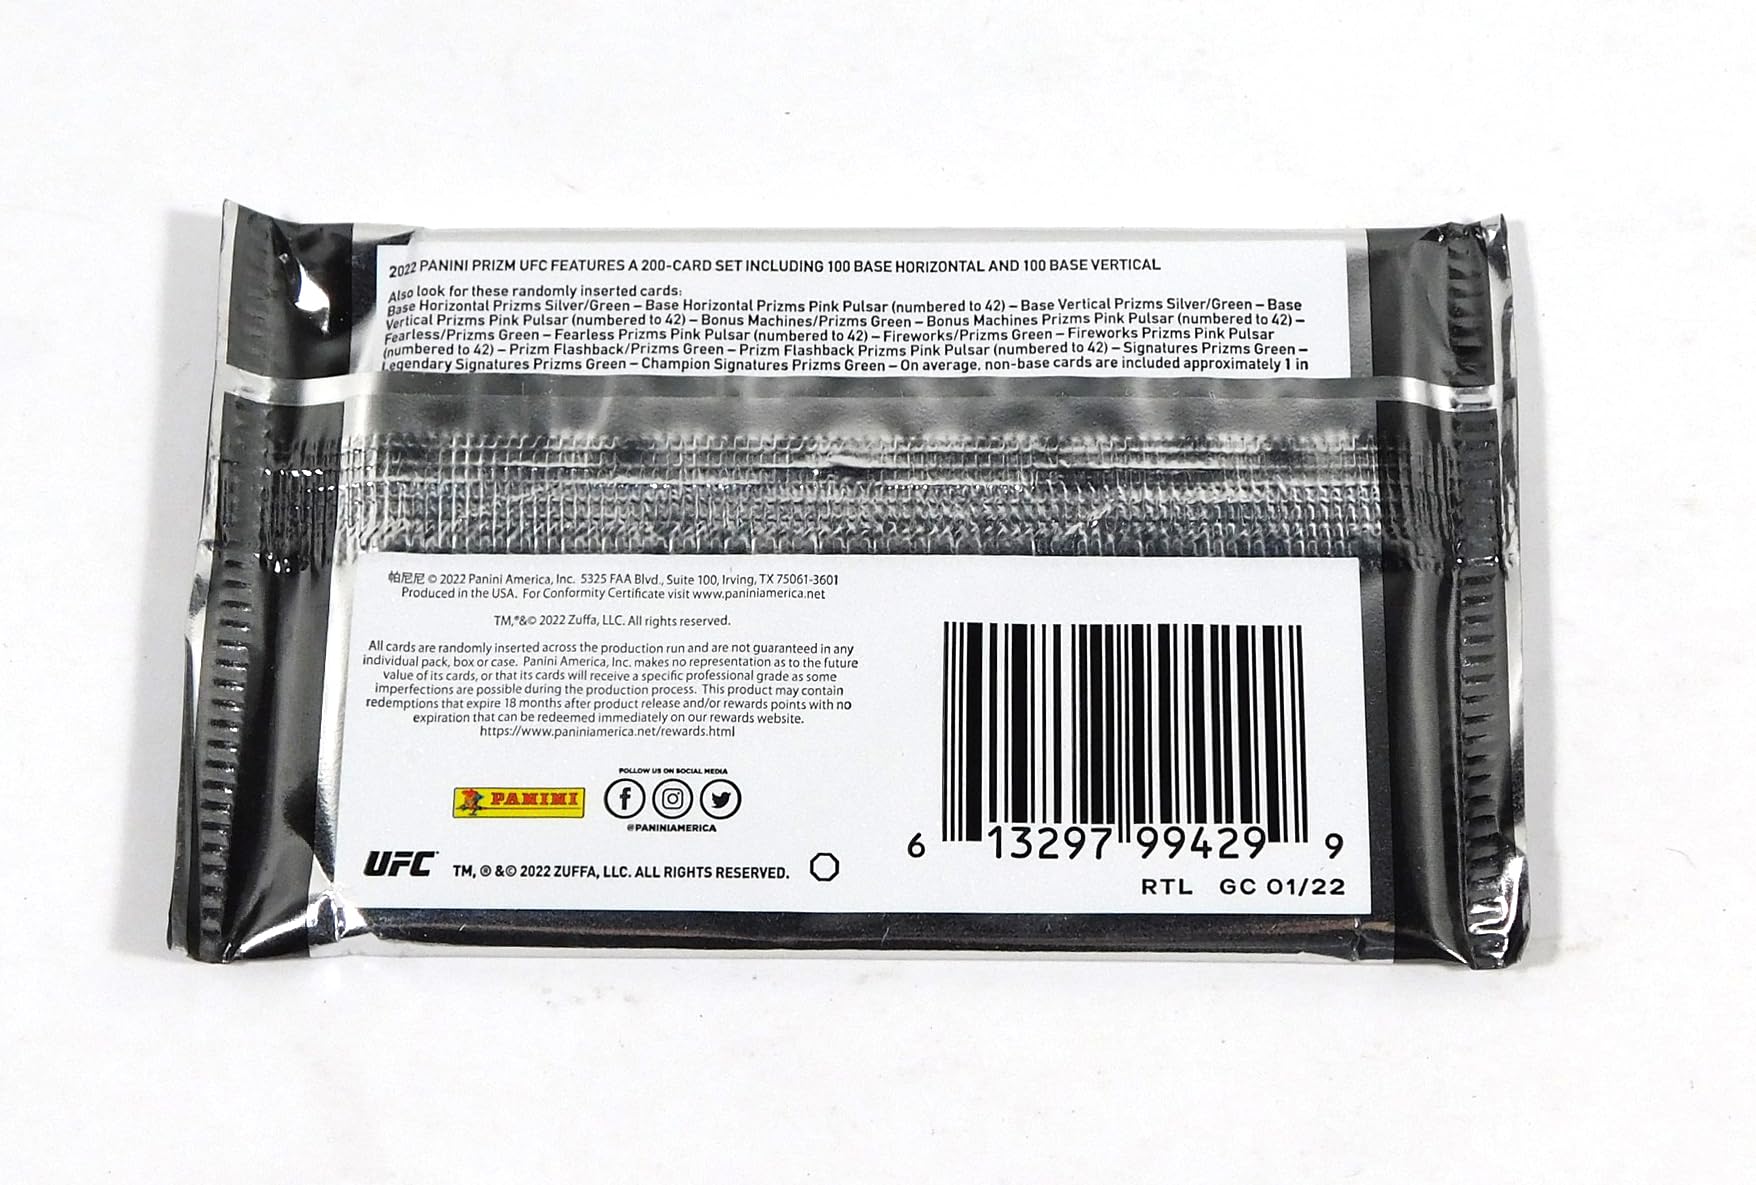 2022 PANINI PRIZM UFC FEATURES A 200-CARD SET INCLUDING 100 BASE HORIZONTAL AND 100 BASE VERTICAL
Also look for these randomly inserted cards:
Base Horizontal Prizms Silver/Green – Base Horizontal Prizms Pink Pulsar (numbered to 42) – Base Vertical Prizms Silver/Green – Base
Vertical Prizms Pink Pulsar (numbered to 42) – Bonus Machines/Prizms Green – Bonus Machines Prizms Pink Pulsar (numbered to 42) –
Fearless/Prizms Green – Fearless Prizms Pink Pulsar (numbered to 42) – Fireworks/Prizms Green – Fireworks Prizms Pink Pulsar
(numbered to 42) – Prizm Flashback/Prizms Green – Prizm Flashback Prizms Pink Pulsar (numbered to 42) – Signatures Prizms Green –
Legendary Signatures Prizms Green – Champion Signatures Prizms Green – On average, non-base cards are included approximately 1 in
帕尼尼 © 2022 Panini America, Inc. 5325 FAA Blvd., Suite 100, Irving, TX 75061-3601
Produced in the USA. For Conformity Certificate visit www.paniniamerica.net
TM,®&© 2022 Zuffa, LLC. All rights reserved.
All cards are randomly inserted across the production run and are not guaranteed in any
individual pack, box or case. Panini America, Inc. makes no representation as to the future
value of its cards, or that its cards will receive a specific professional grade as some
imperfections are possible during the production process. This product may contain
redemptions that expire 18 months after product release and/or rewards points with no
expiration that can be redeemed immediately on our rewards website.
https://www.paniniamerica.net/rewards.html
FOLLOW US ON SOCIAL MEDIA
PANINI
@PANINIAMERICA
UFC TM, ® &© 2022 ZUFFA, LLC. ALL RIGHTS RESERVED.
6 13297 99429 9
RTL GC 01/22